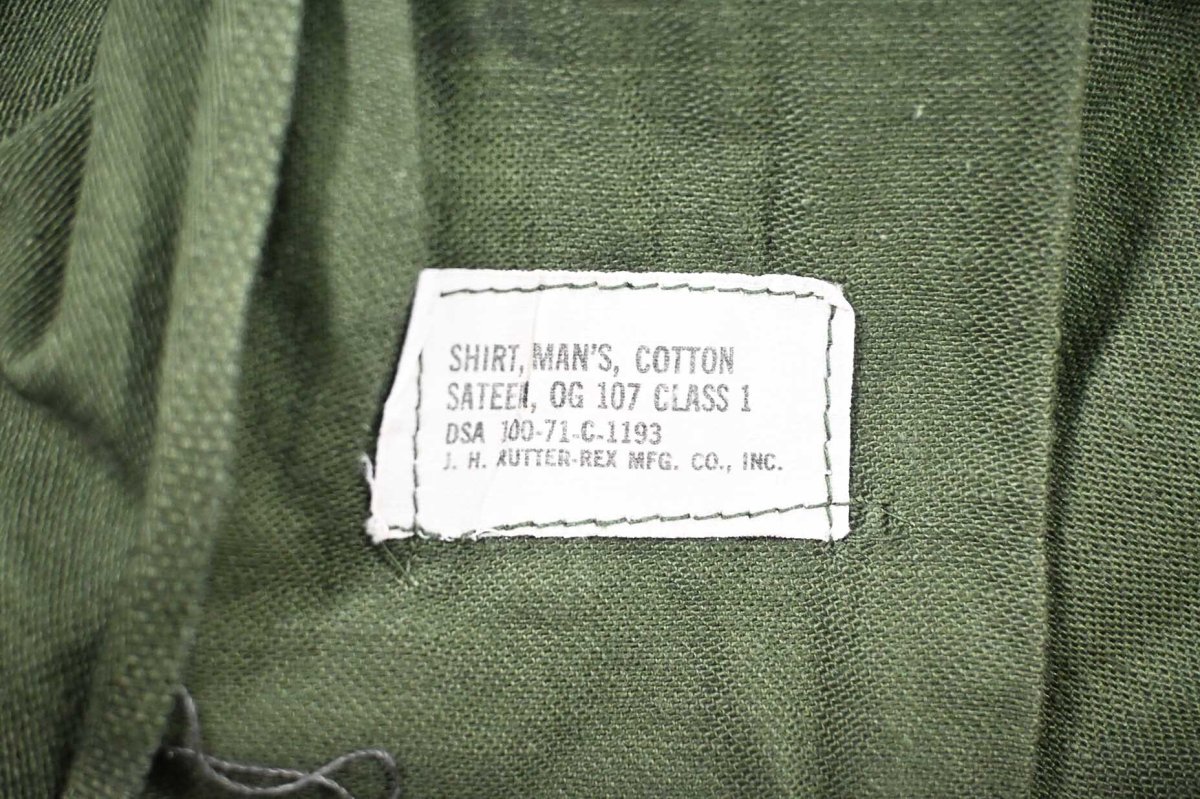 SHIRT, MAN'S, COTTON
SATEEN, OG 107 CLASS 1
DSA 100-71-C-1193
J. H. RUTTER-REX MFG. CO., INC.